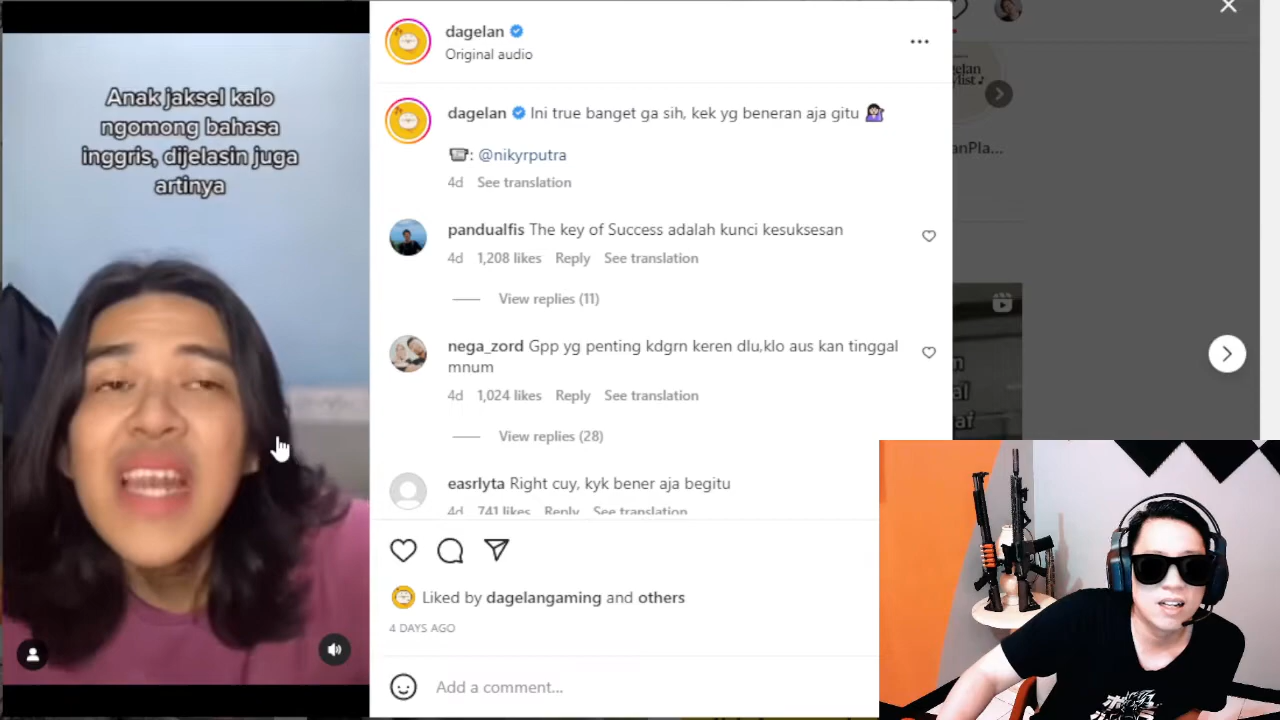 Anak jaksel kalo
ngomong bahasa
inggris, dijelasin juga
artinya
dagelan
Original audio
dagelan Ini true banget ga sih, kek yg beneran aja gitu
: @nikyrputra
4d See translation
pandualfis The key of Success adalah kunci kesuksesan
4d 1,208 likes Reply See translation
View replies (11)
nega_zord Gpp yg penting kdgrn keren dlu,klo aus kan tinggal
mnum
4d 1,024 likes Reply See translation
View replies (28)
easrlyta Right cuy, kyk bener aja begitu
4d 741 likes Reply See translation
Liked by dagelangaming and others
4 DAYS AGO
Add a comment...
anPla...